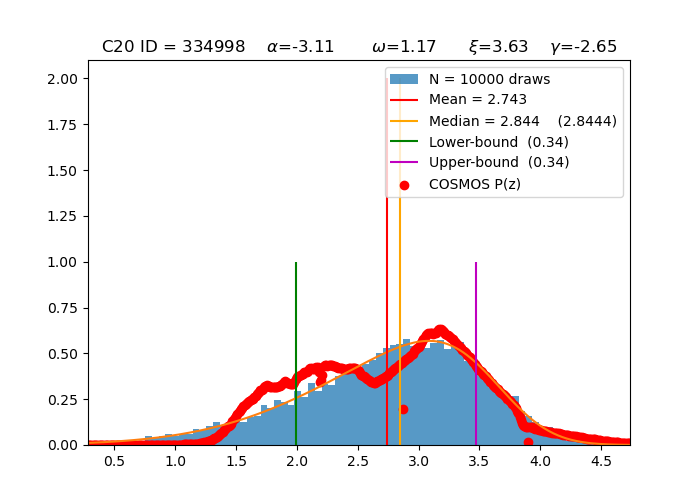 C20 ID = 334998    α=-3.11    ω=1.17    ξ=3.63    γ=-2.65
N = 10000 draws
Mean = 2.743
Median = 2.844    (2.8444)
Lower-bound  (0.34)
Upper-bound  (0.34)
COSMOS P(z)
2.00
1.75
1.50
1.25
1.00
0.75
0.50
0.25
0.00
0.5 1.0 1.5 2.0 2.5 3.0 3.5 4.0 4.5